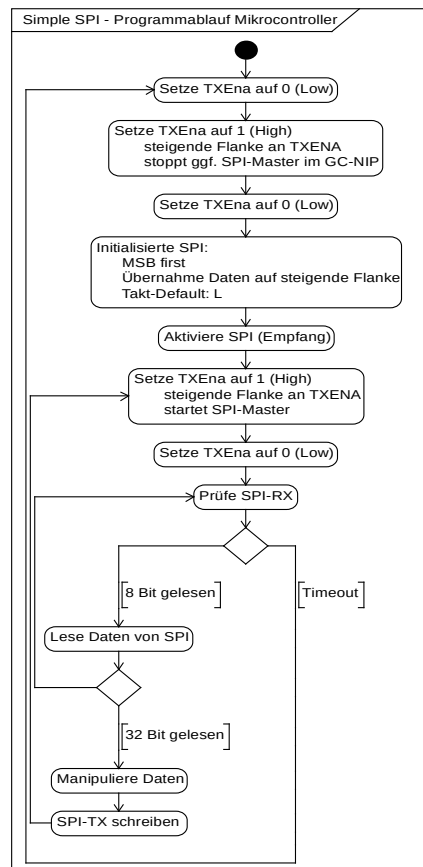 Simple SPI - Programmablauf Mikrocontroller
Setze TXEna auf 0 (Low)
Setze TXEna auf 1 (High)
steigende Flanke an TXENA
stoppt ggf. SPI-Master im GC-NIP
Setze TXEna auf 0 (Low)
Initialisierte SPI:
MSB first
Übernahme Daten auf steigende Flanke
Takt-Default: L
Aktiviere SPI (Empfang)
Setze TXEna auf 1 (High)
steigende Flanke an TXENA
startet SPI-Master
Setze TXEna auf 0 (Low)
Prüfe SPI-RX
[8 Bit gelesen]
[Timeout]
Lese Daten von SPI
[32 Bit gelesen]
Manipuliere Daten
SPI-TX schreiben